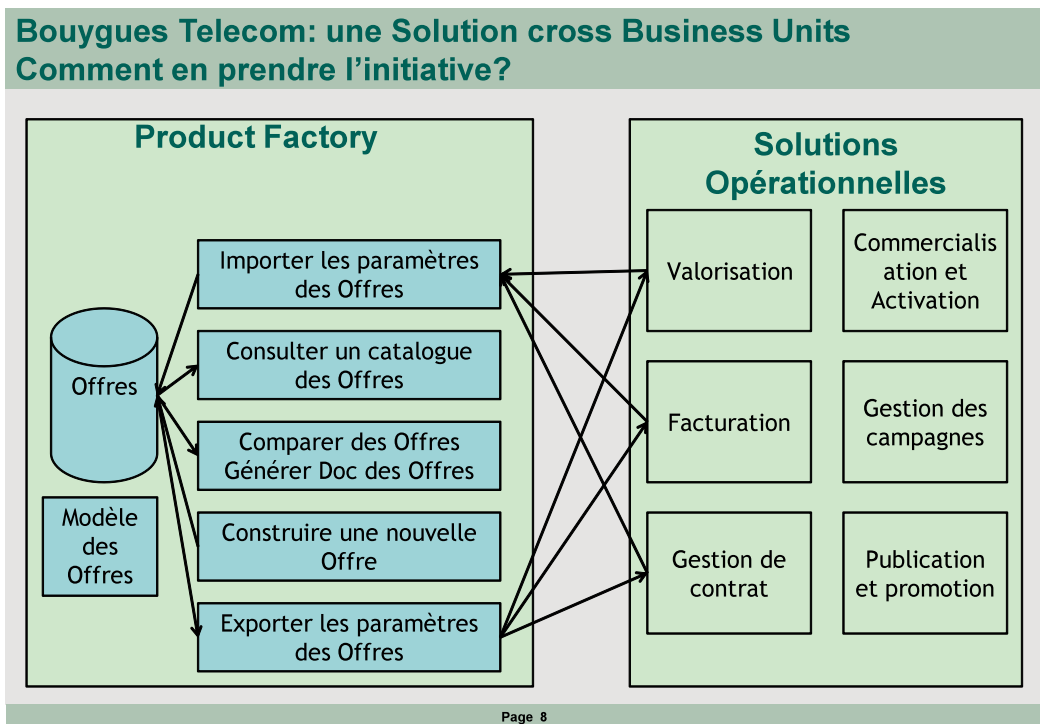 Bouygues Telecom: une Solution cross Business Units
Comment en prendre l’initiative?
Product Factory
Importer les paramètres
des Offres
Consulter un catalogue
des Offres
Comparer des Offres
Générer Doc des Offres
Construire une nouvelle
Offre
Exporter les paramètres
des Offres
Offres
Modèle
des
Offres
Solutions
Opérationnelles
Valorisation
Commercialis
ation et
Activation
Facturation
Gestion des
campagnes
Gestion de
contrat
Publication
et promotion
Page 8